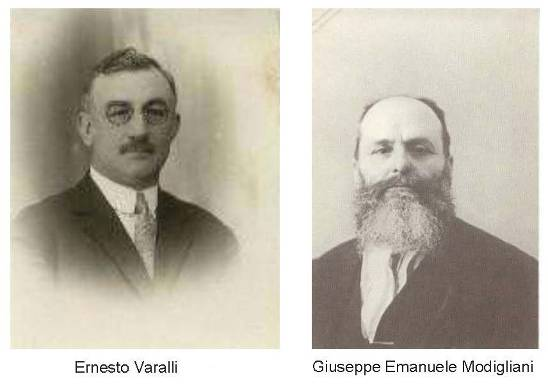 Ernesto Varalli
Giuseppe Emanuele Modigliani